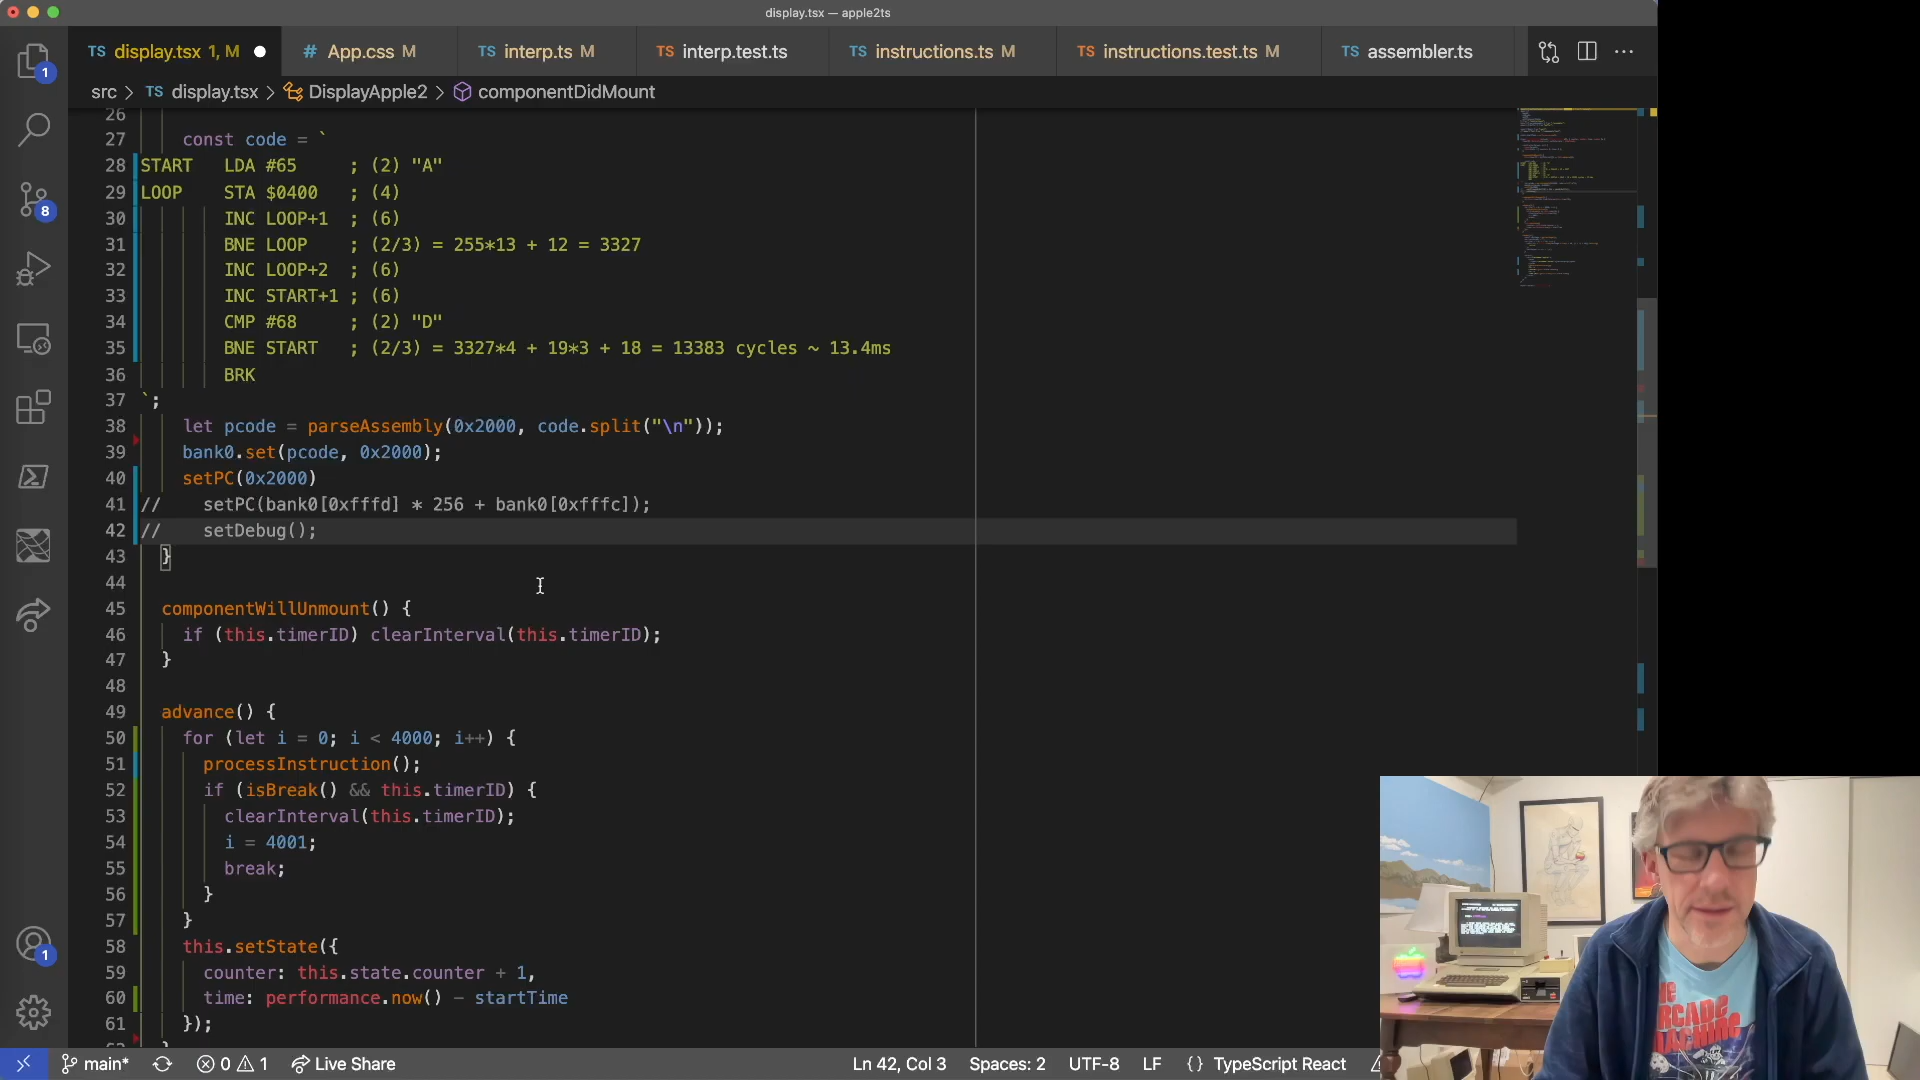 display.tsx — apple2ts
TS display.tsx 1, M
# App.css M
TS interp.ts M
TS interp.test.ts
TS instructions.ts M
TS instructions.test.ts M
TS assembler.ts
src > TS display.tsx > DisplayApple2 > componentDidMount
26
27 const code = `
28 START LDA #65 ; (2) "A"
29 LOOP STA $0400 ; (4)
30 INC LOOP+1 ; (6)
31 BNE LOOP ; (2/3) = 255*13 + 12 = 3327
32 INC LOOP+2 ; (6)
33 INC START+1 ; (6)
34 CMP #68 ; (2) "D"
35 BNE START ; (2/3) = 3327*4 + 19*3 + 18 = 13383 cycles ~ 13.4ms
36 BRK
37 `;
38 let pcode = parseAssembly(0x2000, code.split("\n"));
39 bank0.set(pcode, 0x2000);
40 setPC(0x2000)
41 // setPC(bank0[0xfffd] * 256 + bank0[0xfffc]);
42 // setDebug();
43 }
44
45 componentWillUnmount() {
46 if (this.timerID) clearInterval(this.timerID);
47 }
48
49 advance() {
50 for (let i = 0; i < 4000; i++) {
51 processInstruction();
52 if (isBreak() && this.timerID) {
53 clearInterval(this.timerID);
54 i = 4001;
55 break;
56 }
57 }
58 this.setState({
59 counter: this.state.counter + 1,
60 time: performance.now() - startTime
61 });
1
8
1
main* 0 1 Live Share
Ln 42, Col 3 Spaces: 2 UTF-8 LF {} TypeScript React